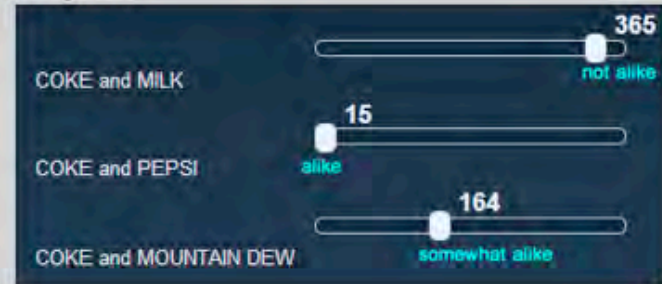 365
not alike
COKE and MILK
15
alike
COKE and PEPSI
164
somewhat alike
COKE and MOUNTAIN DEW